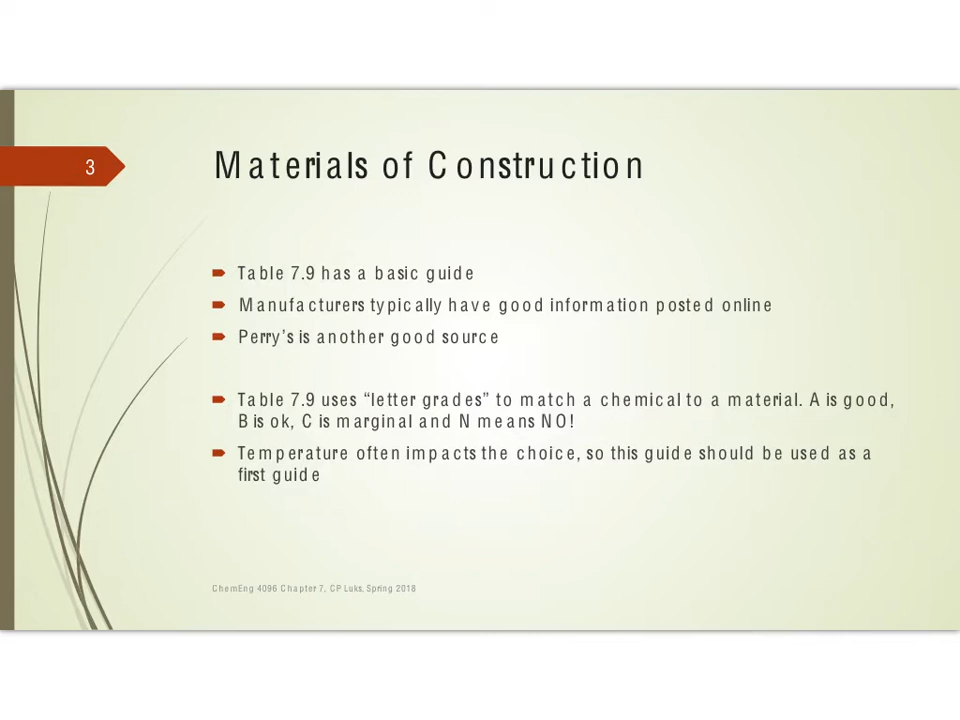 3
Materials of Construction
Table 7.9 has a basic guide
Manufacturers typically have good information posted online
Perry’s is another good source
Table 7.9 uses “letter grades” to match a chemical to a material. A is good,
B is ok, C is marginal and N means NO!
Temperature often impacts the choice, so this guide should be used as a
first guide
ChemEng 4096 Chapter 7, CP Luks, Spring 2018